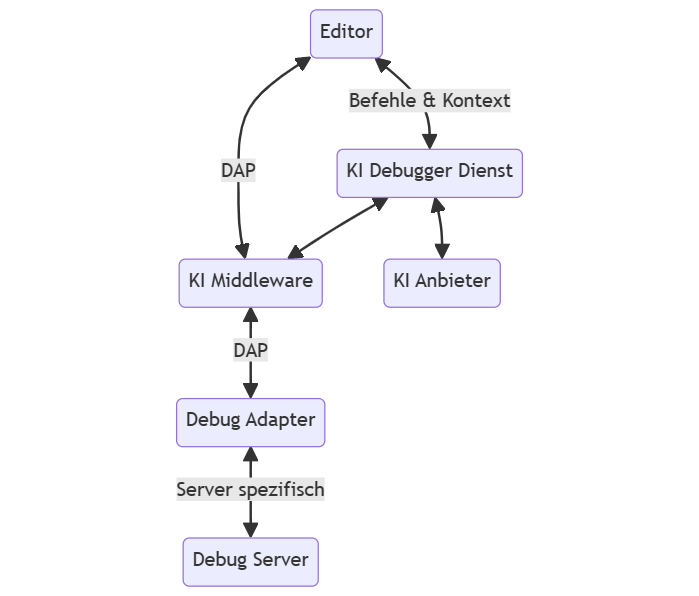 Editor
Befehle & Kontext
DAP
KI Debugger Dienst
KI Middleware
KI Anbieter
DAP
Debug Adapter
Server spezifisch
Debug Server